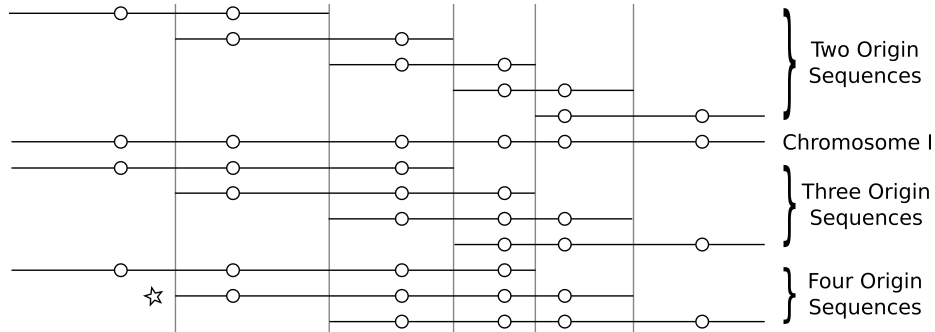 Two Origin
Sequences
Chromosome I
Three Origin
Sequences
Four Origin
Sequences